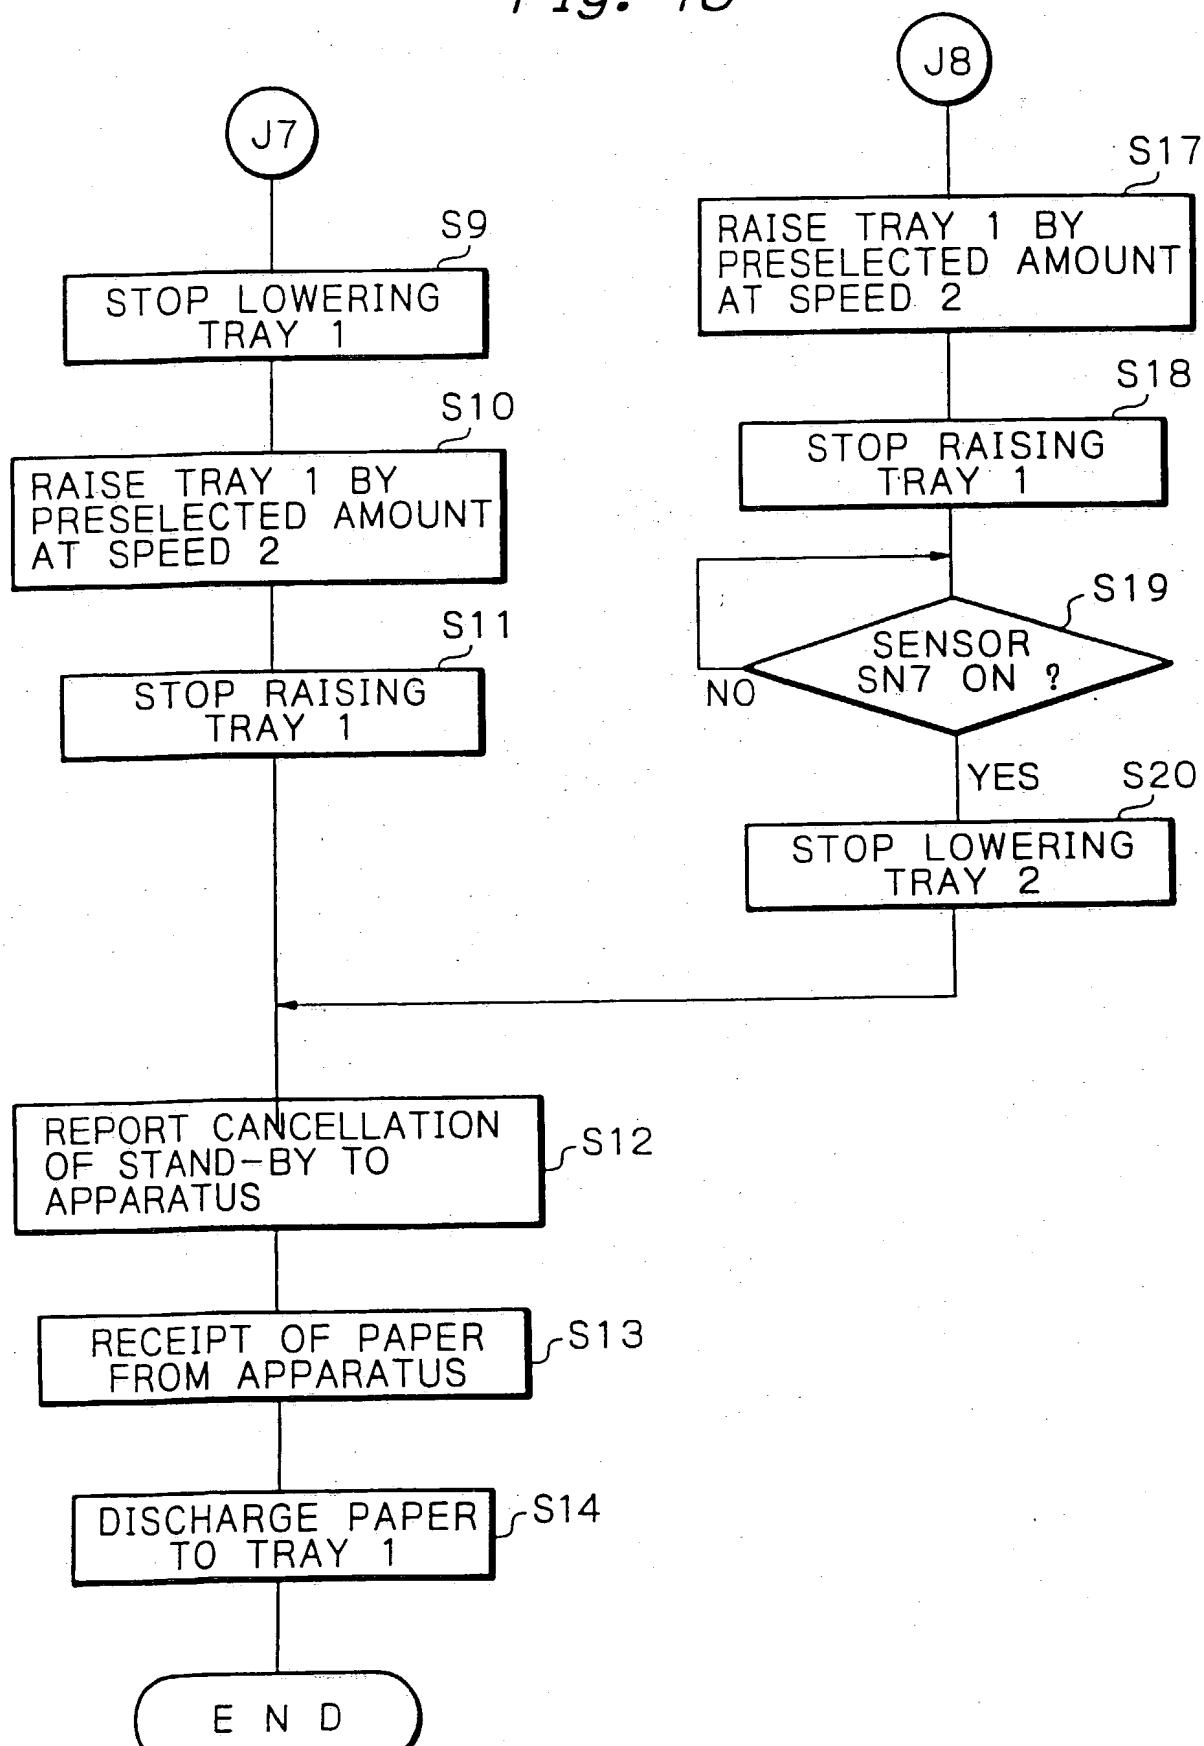 J7
S9
STOP LOWERING
TRAY 1
S10
RAISE TRAY 1 BY
PRESELECTED AMOUNT
AT SPEED 2
S11
STOP RAISING
TRAY 1
J8
S17
RAISE TRAY 1 BY
PRESELECTED AMOUNT
AT SPEED 2
S18
STOP RAISING
TRAY 1
S19
SENSOR
SN7 ON ?
NO
YES
S20
STOP LOWERING
TRAY 2
REPORT CANCELLATION
OF STAND-BY TO
APPARATUS
S12
RECEIPT OF PAPER
FROM APPARATUS
S13
DISCHARGE PAPER
TO TRAY 1
S14
END